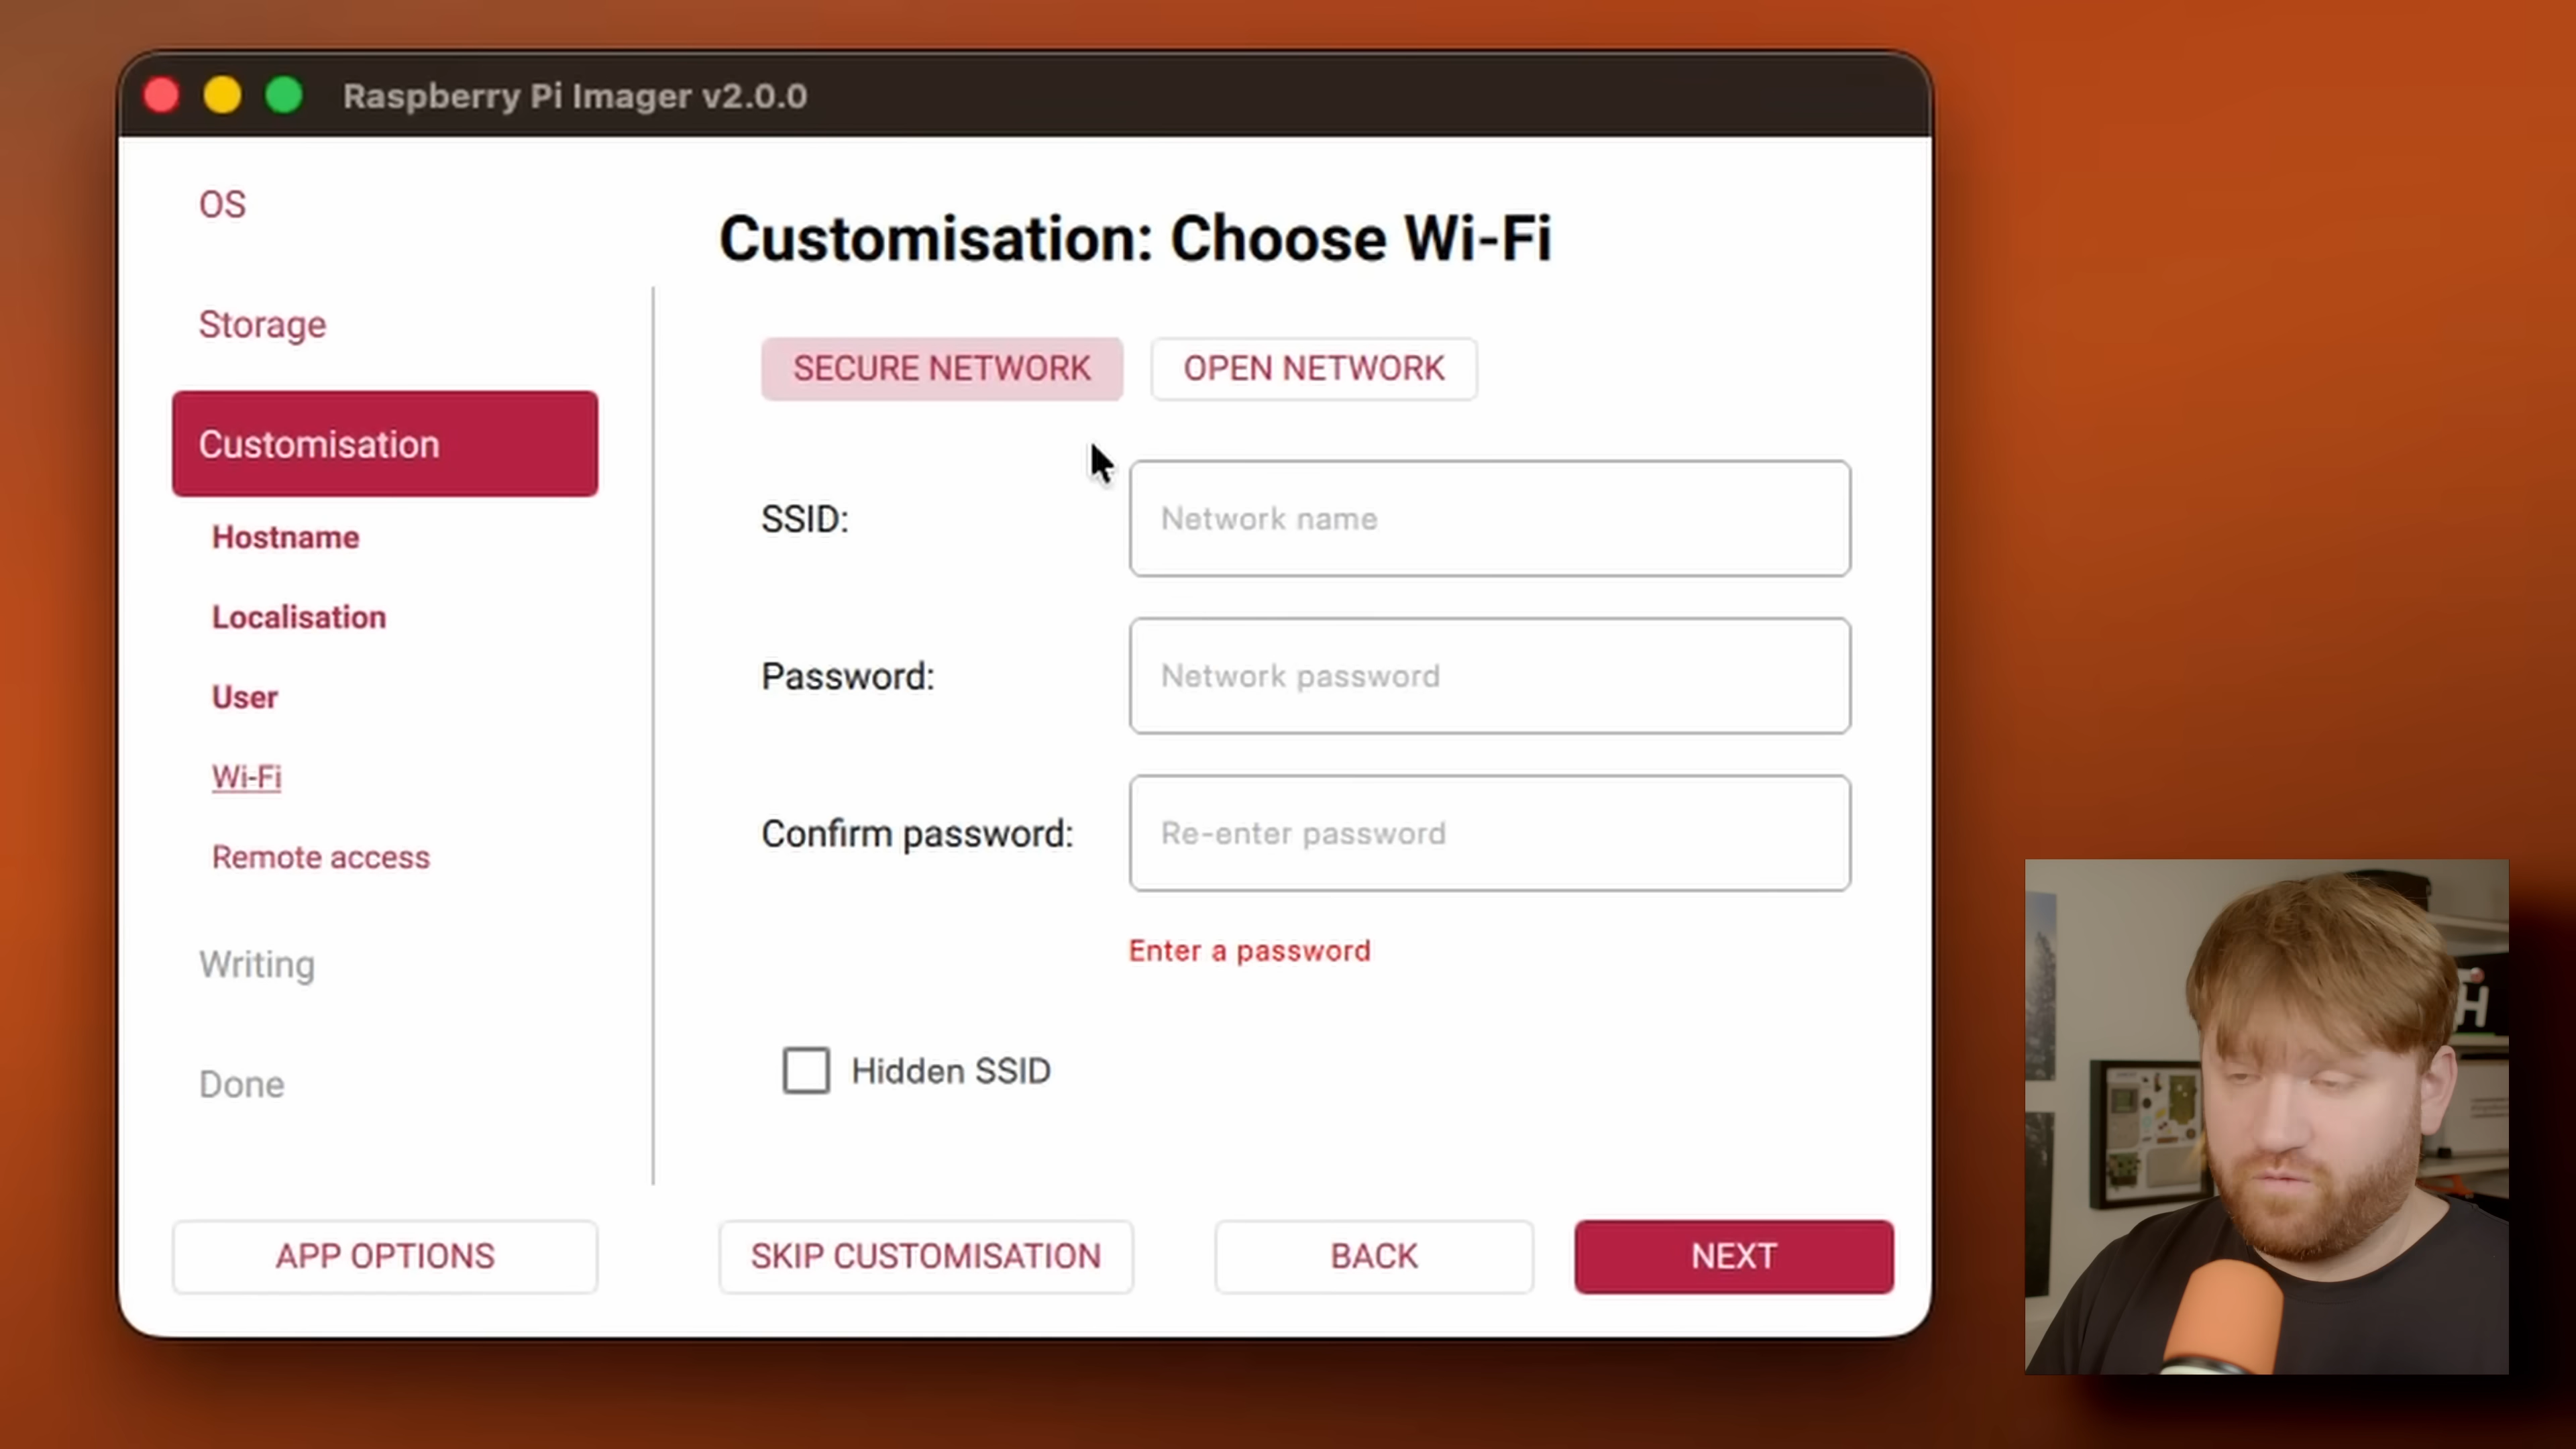 Raspberry Pi Imager v2.0.0
OS
Storage
Customisation
Hostname
Localisation
User
Wi-Fi
Remote access
Writing
Done
APP OPTIONS
Customisation: Choose Wi-Fi
SECURE NETWORK
OPEN NETWORK
SSID:
Network name
Password:
Network password
Confirm password:
Re-enter password
Enter a password
Hidden SSID
SKIP CUSTOMISATION
BACK
NEXT
H